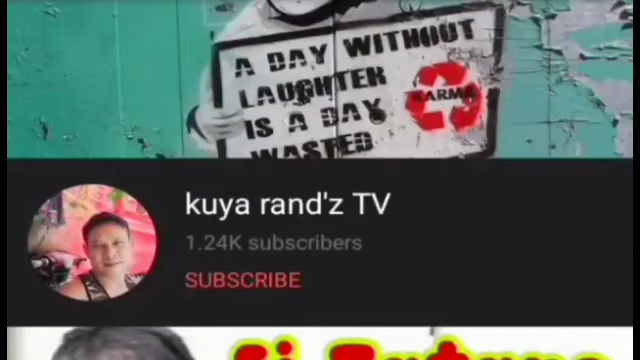 A DAY WITHOUT
LAUGHTER
IS A DAY
WASTED
KARMA
kuya rand'z TV
1.24K subscribers
SUBSCRIBE